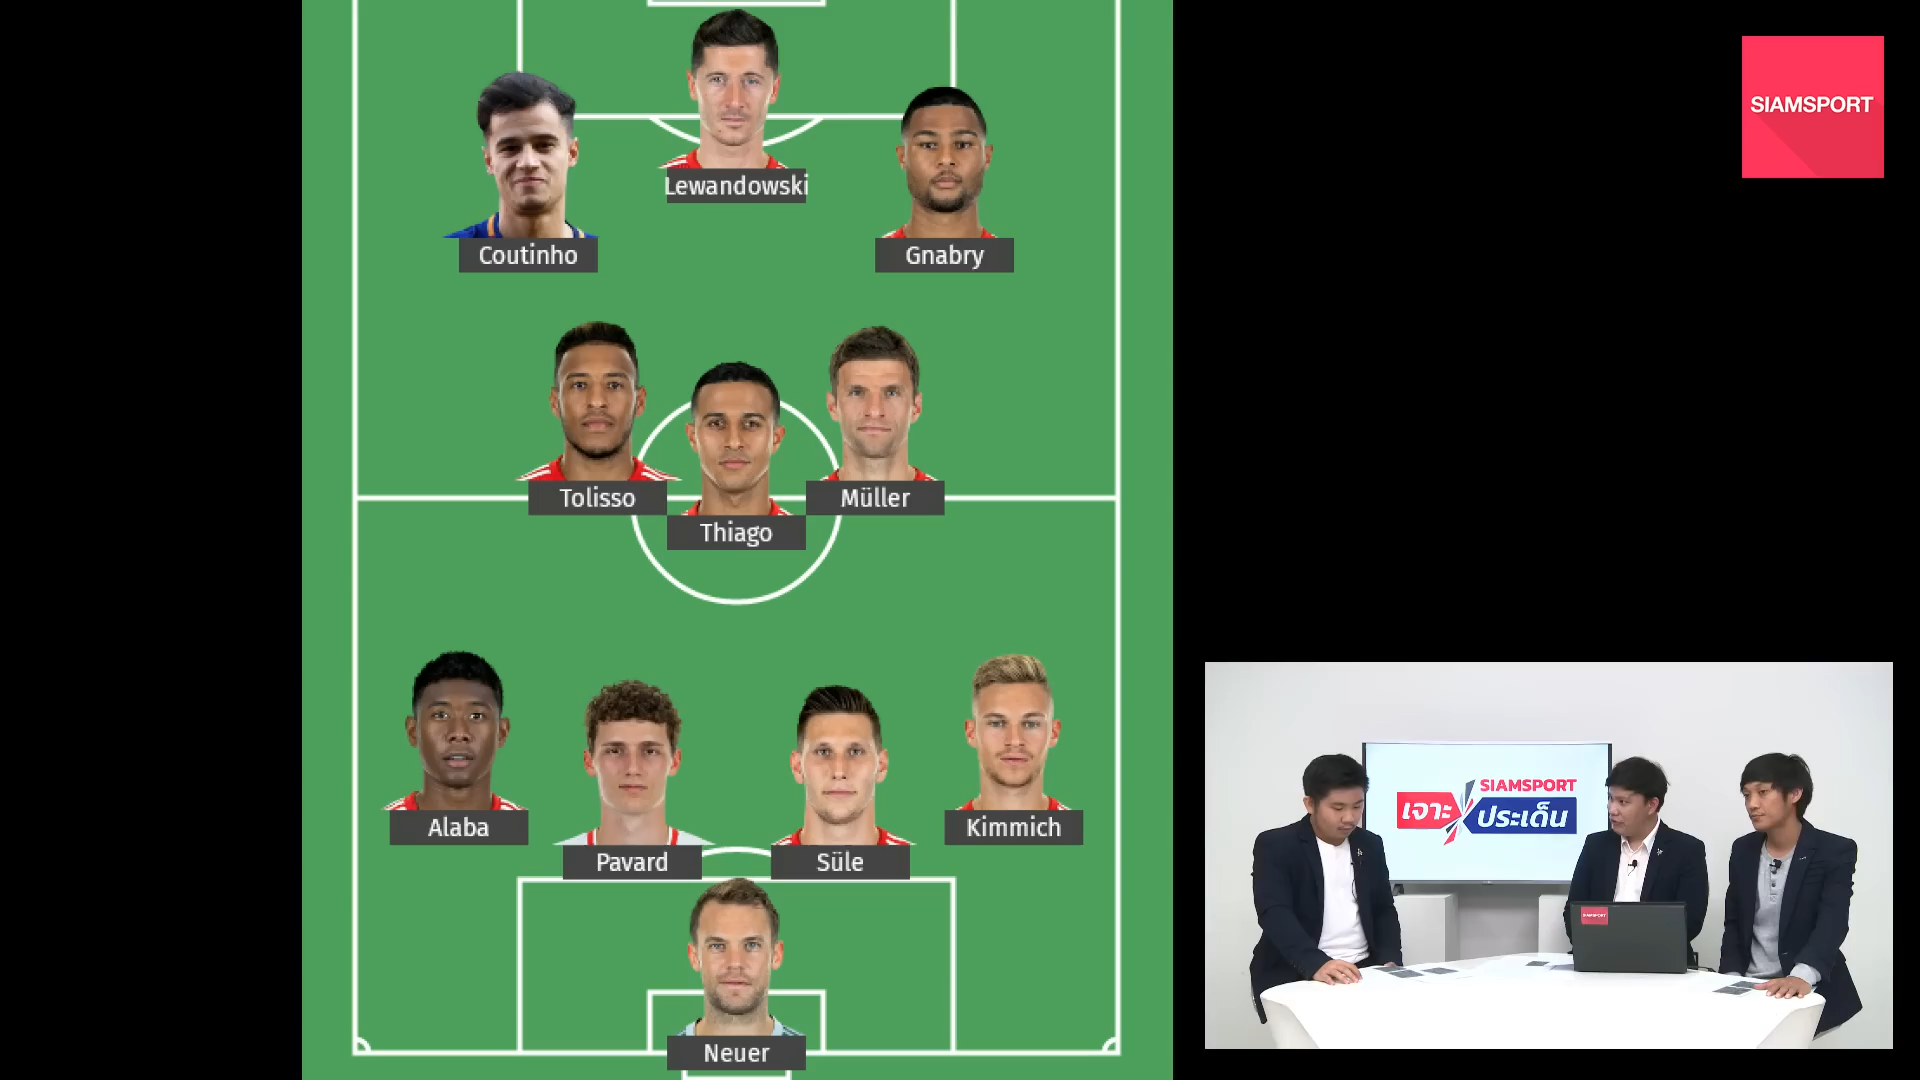 SIAMSPORT
Lewandowski
Coutinho
Gnabry
Tolisso
Müller
Thiago
Alaba
Kimmich
Pavard
Süle
Neuer
SIAMSPORT
เจาะ ประเด็น
SIAMSPORT